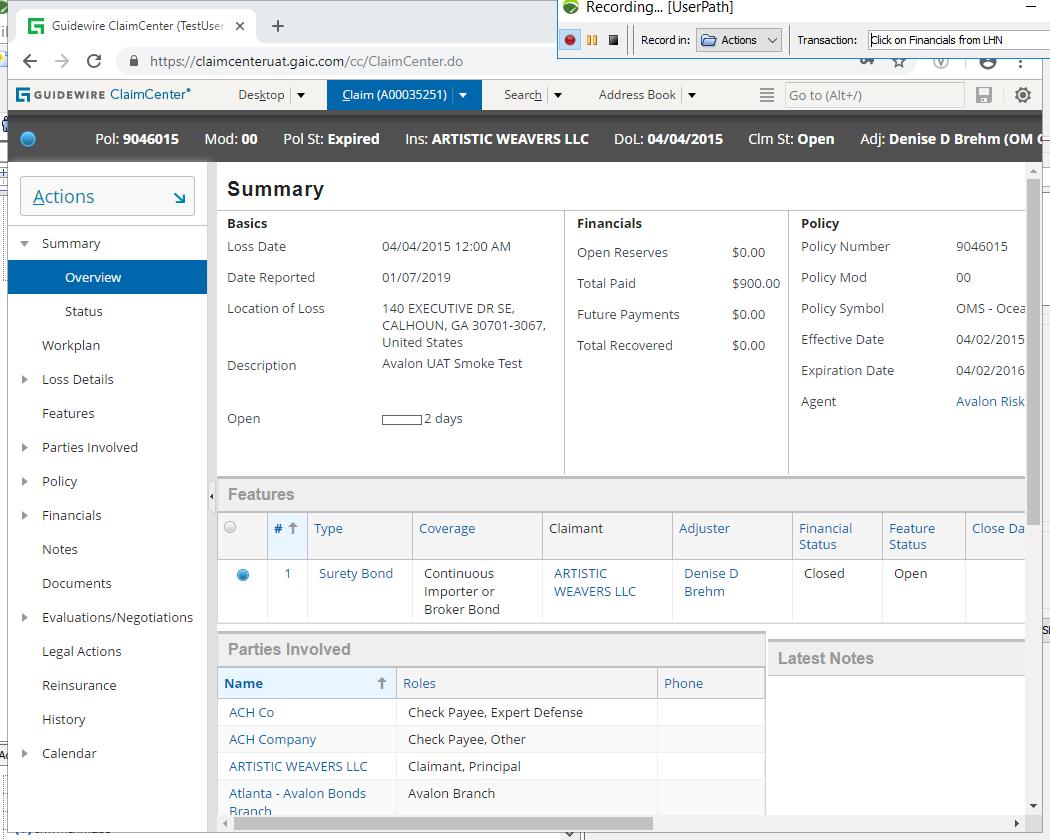 Recording... [UserPath]
Guidewire ClaimCenter (TestUser
Record in: Actions Transaction: Click on Financials from LHN
https://claimcenteruat.gaic.com/cc/ClaimCenter.do
GUIDEWIRE ClaimCenter® Desktop Claim (A00035251) Search Address Book Go to (Alt+/)
Pol: 9046015 Mod: 00 Pol St: Expired Ins: ARTISTIC WEAVERS LLC DoL: 04/04/2015 Clm St: Open Adj: Denise D Brehm (OM
Actions
Summary
Overview
Status
Workplan
Loss Details
Features
Parties Involved
Policy
Financials
Notes
Documents
Evaluations/Negotiations
Legal Actions
Reinsurance
History
Calendar
Summary
Basics
Loss Date 04/04/2015 12:00 AM
Date Reported 01/07/2019
Location of Loss 140 EXECUTIVE DR SE,
CALHOUN, GA 30701-3067,
United States
Description Avalon UAT Smoke Test
Open 2 days
Financials
Open Reserves $0.00
Total Paid $900.00
Future Payments $0.00
Total Recovered $0.00
Policy
Policy Number 9046015
Policy Mod 00
Policy Symbol OMS - Ocea
Effective Date 04/02/2015
Expiration Date 04/02/2016
Agent Avalon Risk
Features
# Type Coverage Claimant Adjuster Financial Feature Close Da
Status Status
1 Surety Bond Continuous ARTISTIC Denise D Closed Open
Importer or WEAVERS LLC Brehm
Broker Bond
Parties Involved
Name Roles Phone
ACH Co Check Payee, Expert Defense
ACH Company Check Payee, Other
ARTISTIC WEAVERS LLC Claimant, Principal
Atlanta - Avalon Bonds Avalon Branch
Branch
Latest Notes